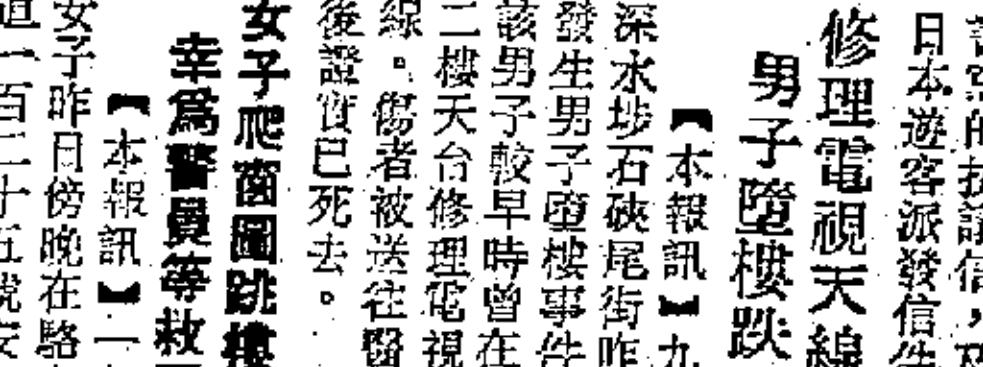 日本遊客派發信件
修理電視天線
男子墮樓跌
【本報訊】九
深水埗石硤尾街昨
發生男子墮樓事件
該男子較早時曾在
二樓天台修理電視
線。傷者被送往醫
後證實已死去。
女子爬窗圖跳樓
幸爲警員等救
【本報訊】一
女子昨日傍晚在駱
道一百二十五號安